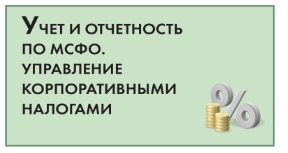 Учет и отчетность
по МСФО.
Управление
корпоративными
налогами
%